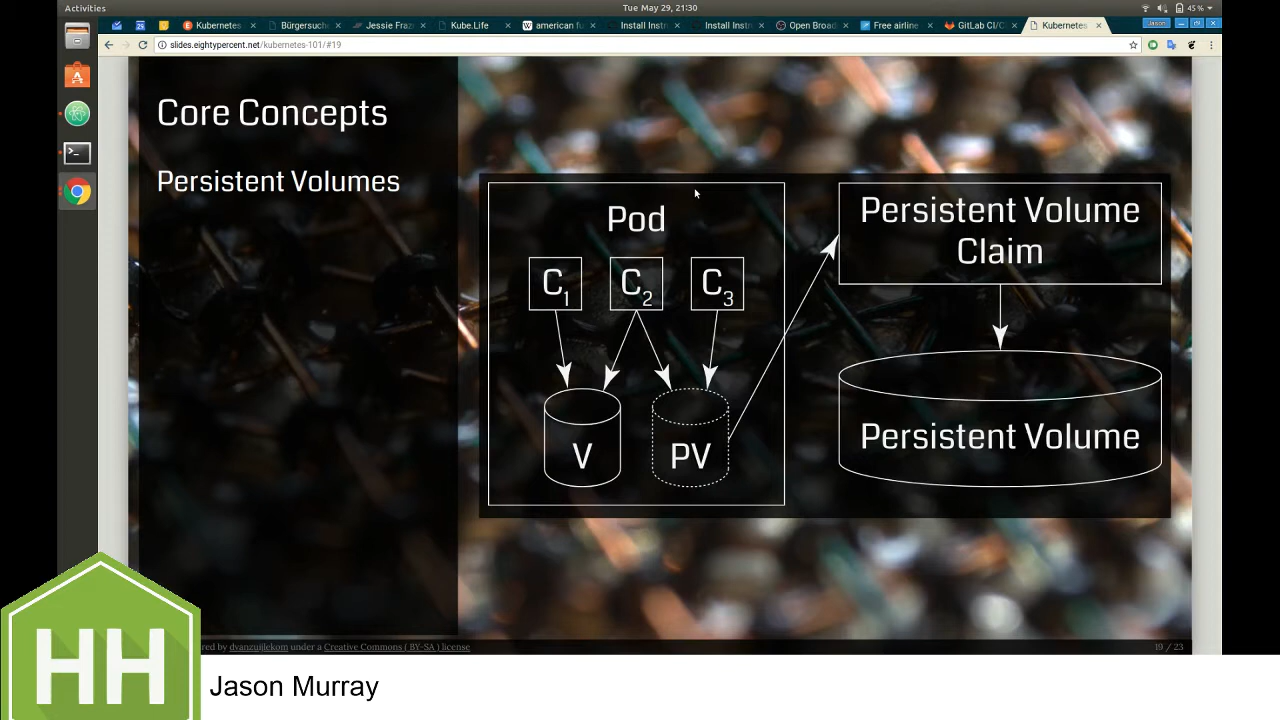 Activities
Tue May 29, 21:30
45 %
Kubernetes
Bürgersuch
Jessie Fraz
Kube.Life
american fu
Install Instr
Install Instr
Open Broad
Free airline
GitLab CI/C
Kubernetes
Jason
slides.eightypercent.net/kubernetes-101/#19
Core Concepts
Persistent Volumes
Pod
C1
C2
C3
V
PV
Persistent Volume
Claim
Persistent Volume
red by dvanzuijlekom under a Creative Commons ( BY-SA ) license
19 / 23
HH
Jason Murray